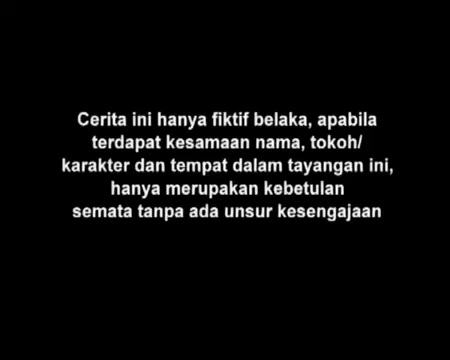 Cerita ini hanya fiktif belaka, apabila
terdapat kesamaan nama, tokoh/
karakter dan tempat dalam tayangan ini,
hanya merupakan kebetulan
semata tanpa ada unsur kesengajaan